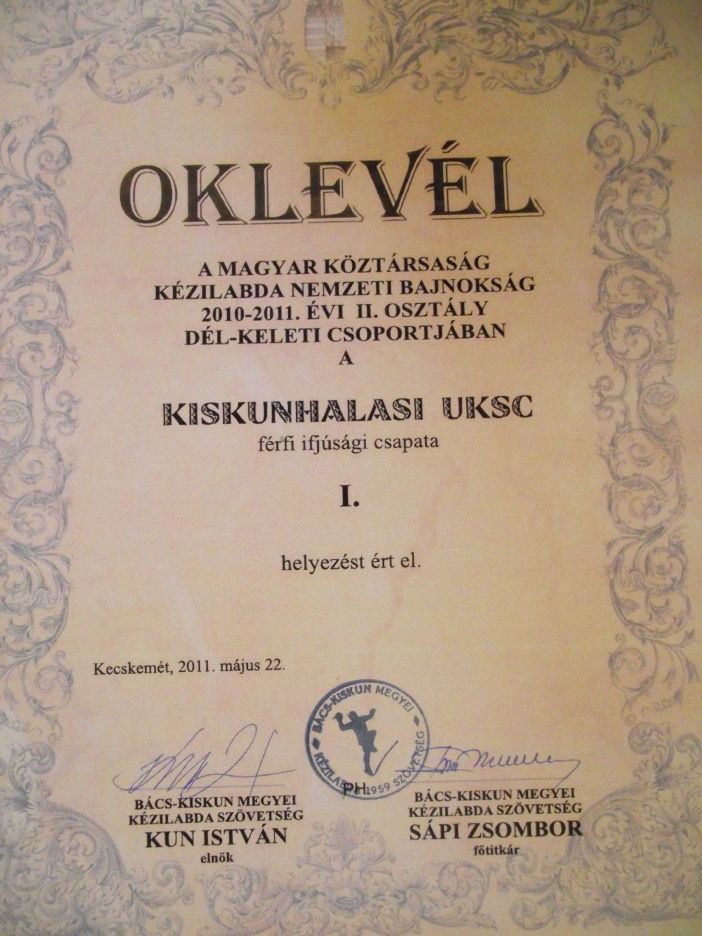 OKLEVÉL
A MAGYAR KÖZTÁRSASÁG
KÉZILABDA NEMZETI BAJNOKSÁG
2010-2011. ÉVI II. OSZTÁLY
DÉL-KELETI CSOPORTJÁBAN
A
KISKUNHALASI UKSC
férfi ifjúsági csapata
I.
helyezést ért el.
Kecskemét, 2011. május 22.
BÁCS-KISKUN MEGYEI
KÉZILABDA SZÖVETSÉG
1959
PH.
BÁCS-KISKUN MEGYEI
KÉZILABDA SZÖVETSÉG
KUN ISTVÁN
elnök
BÁCS-KISKUN MEGYEI
KÉZILABDA SZÖVETSÉG
SÁPI ZSOMBOR
főtitkár